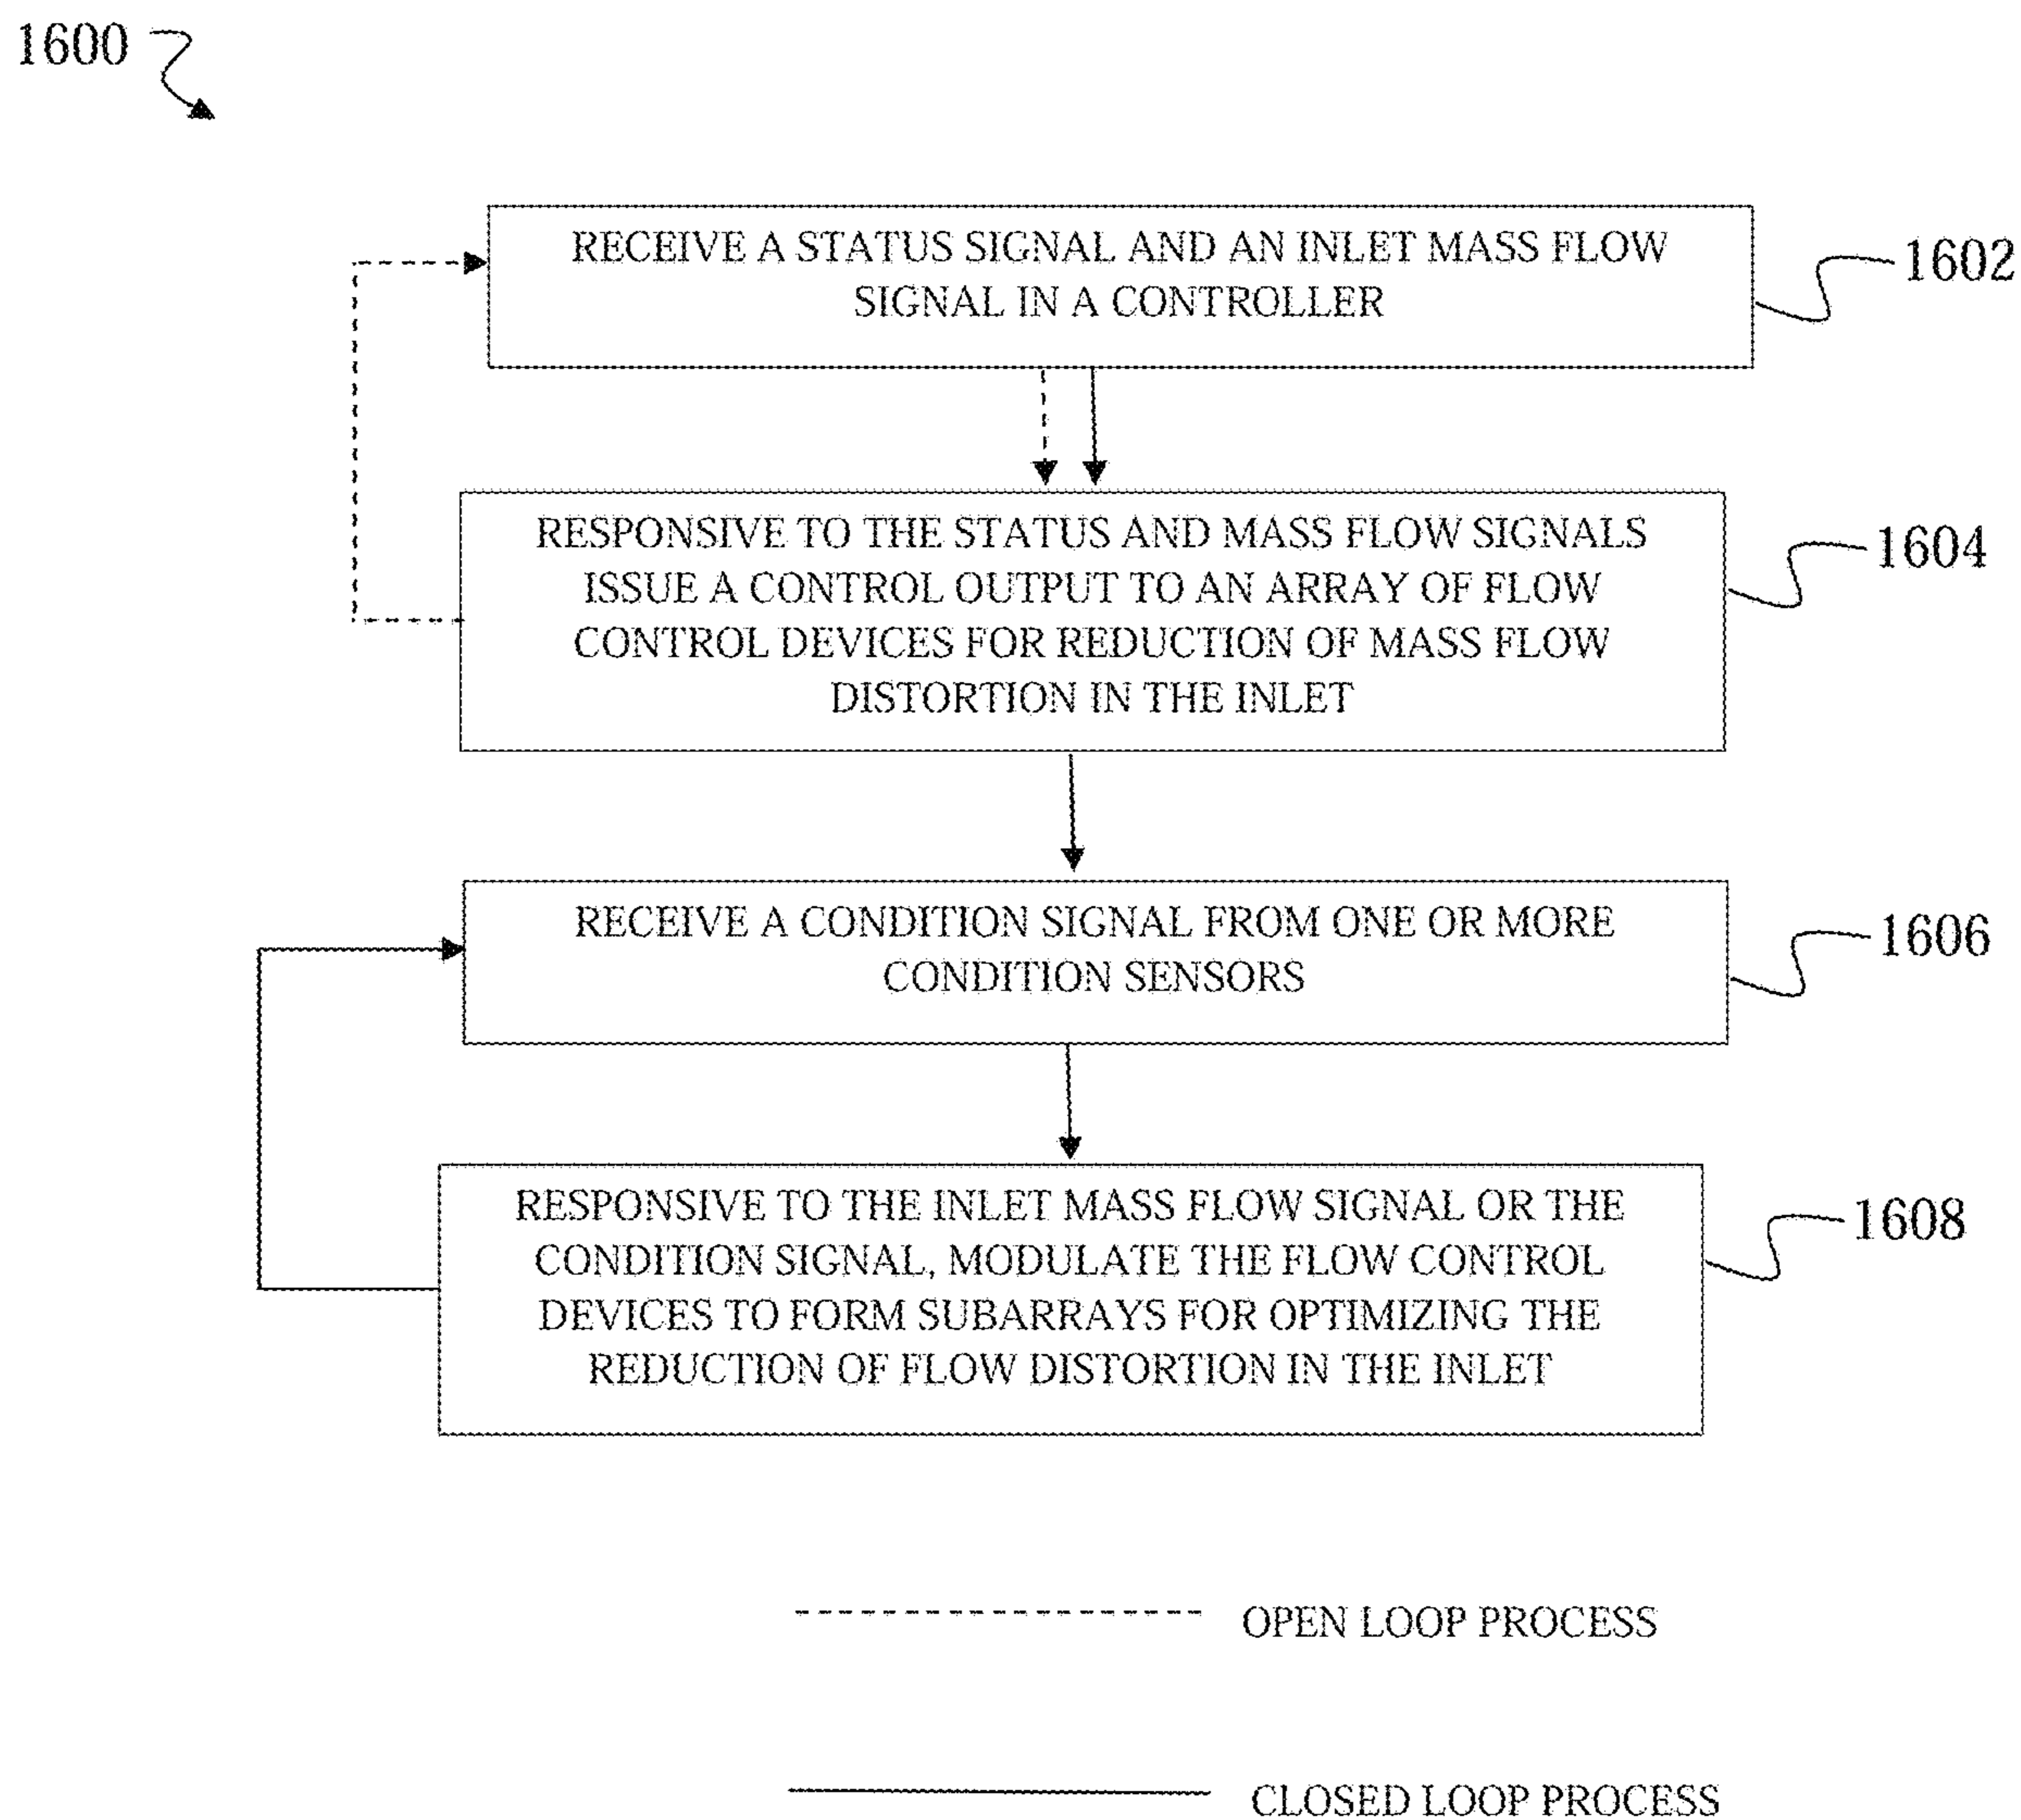 1600
RECEIVE A STATUS SIGNAL AND AN INLET MASS FLOW
SIGNAL IN A CONTROLLER
1602
RESPONSIVE TO THE STATUS AND MASS FLOW SIGNALS
ISSUE A CONTROL OUTPUT TO AN ARRAY OF FLOW
CONTROL DEVICES FOR REDUCTION OF MASS FLOW
DISTORTION IN THE INLET
1604
RECEIVE A CONDITION SIGNAL FROM ONE OR MORE
CONDITION SENSORS
1606
RESPONSIVE TO THE INLET MASS FLOW SIGNAL OR THE
CONDITION SIGNAL, MODULATE THE FLOW CONTROL
DEVICES TO FORM SUBARRAYS FOR OPTIMIZING THE
REDUCTION OF FLOW DISTORTION IN THE INLET
1608
OPEN LOOP PROCESS
CLOSED LOOP PROCESS